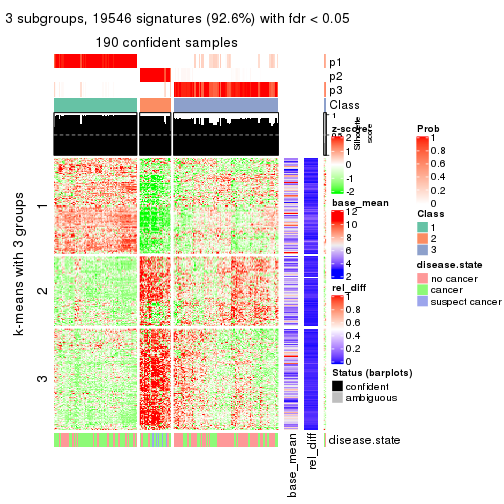 3 subgroups, 19546 signatures (92.6%) with fdr < 0.05
190 confident samples
p1
p2
p3
Class
1
0
Silhouette score
k-means with 3 groups
1
2
3
z-score
2
1
0
-1
-2
base_mean
12
10
8
6
4
2
rel_diff
1
0.8
0.6
0.4
0.2
0
Status (barplots)
confident
ambiguous
Prob
1
0.8
0.6
0.4
0.2
0
Class
1
2
3
disease.state
no cancer
cancer
suspect cancer
disease.state
base_mean
rel_diff